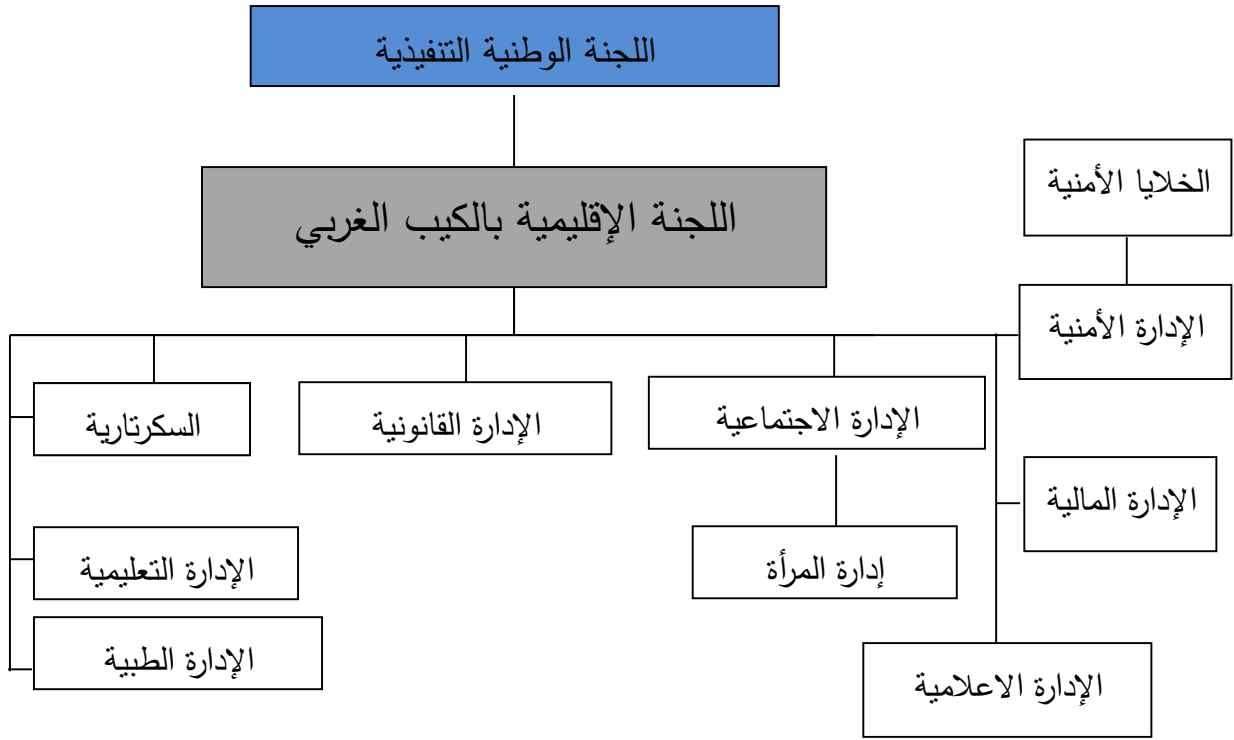 اللجنة الوطنية التنفيذية
اللجنة الإقليمية بالكيب الغربي
الخلايا الأمنية
الإدارة الأمنية
الإدارة الاجتماعية
الإدارة القانونية
السكرتارية
الإدارة المالية
إدارة المرأة
الإدارة التعليمية
الإدارة الطبية
الإدارة الاعلامية